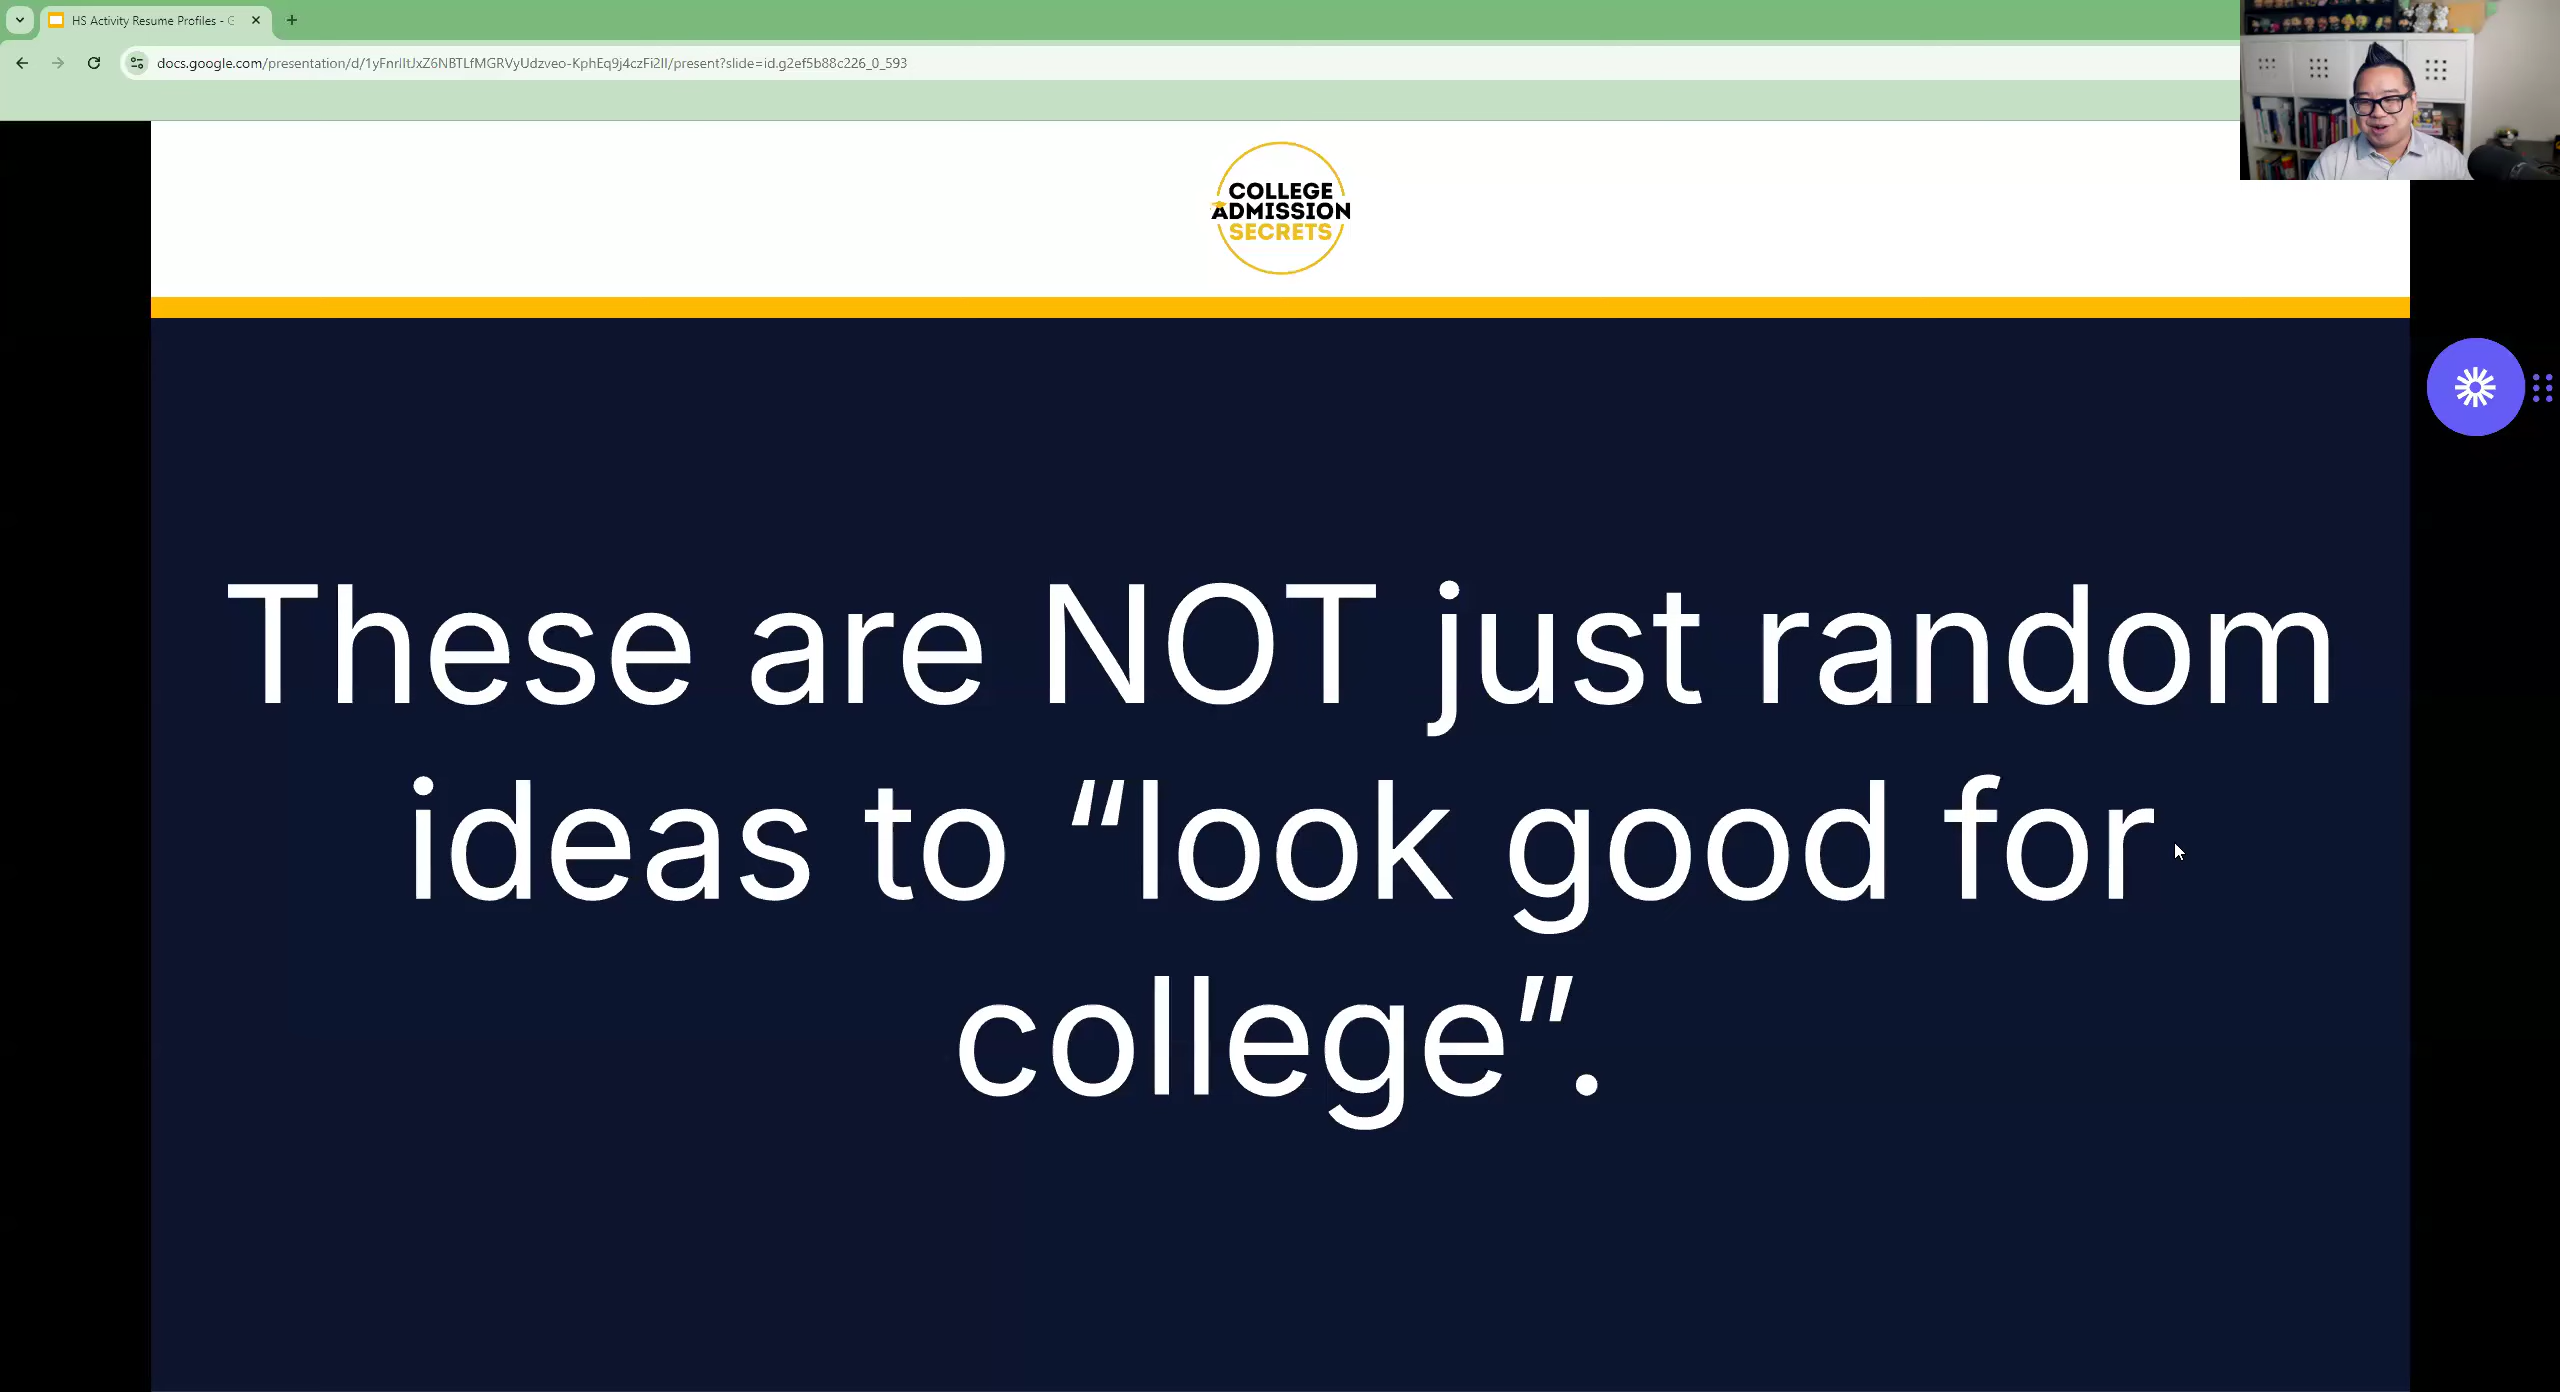 HS Activity Resume Profiles - G
docs.google.com/presentation/d/1yFnrlItJxZ6NBTLfMGRVyUdzveo-KphEq9j4czFi2lI/present?slide=id.g2ef5b88c226_0_593
COLLEGE
ADMISSION
SECRETS
These are NOT just random
ideas to “look good for
college”.